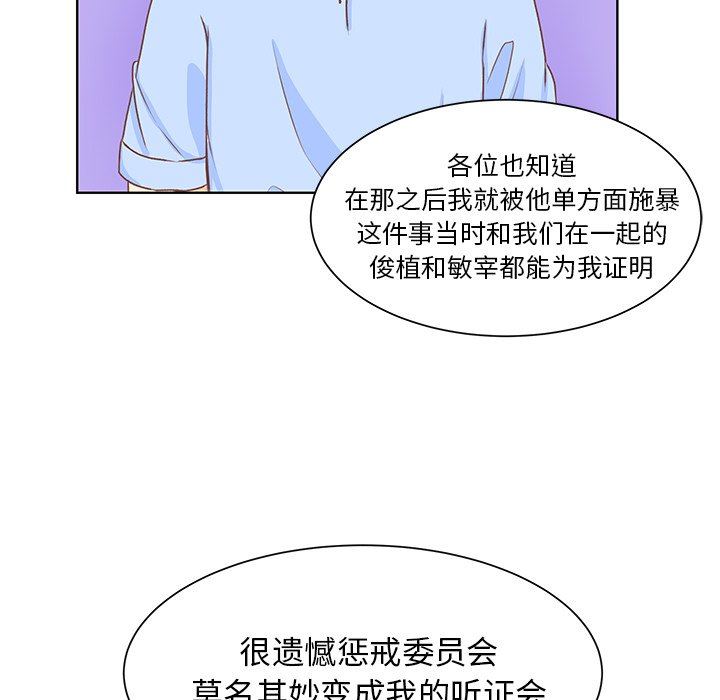 各位也知道
在那之后我就被他单方面施暴
这件事当时和我们在一起的
俊植和敏宰都能为我证明
很遗憾惩戒委员会
莫名其妙变成我的听证会